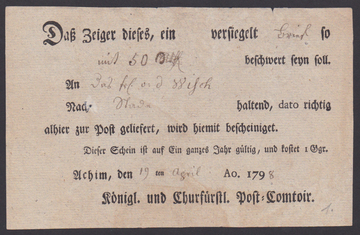 Daß Zeiger dieses, ein versiegelt Brief so
mit 50 beschwert seyn soll.
An
Nach Stade haltend, dato richtig
alhier zur Post geliefert, wird hiemit bescheiniget.
Dieser Schein ist auf Ein ganzes Jahr gültig, und kostet 1 Ggr.
Achim, den 19 ten April Ao. 1798
Königl. und Churfürstl. Post-Comtoir.